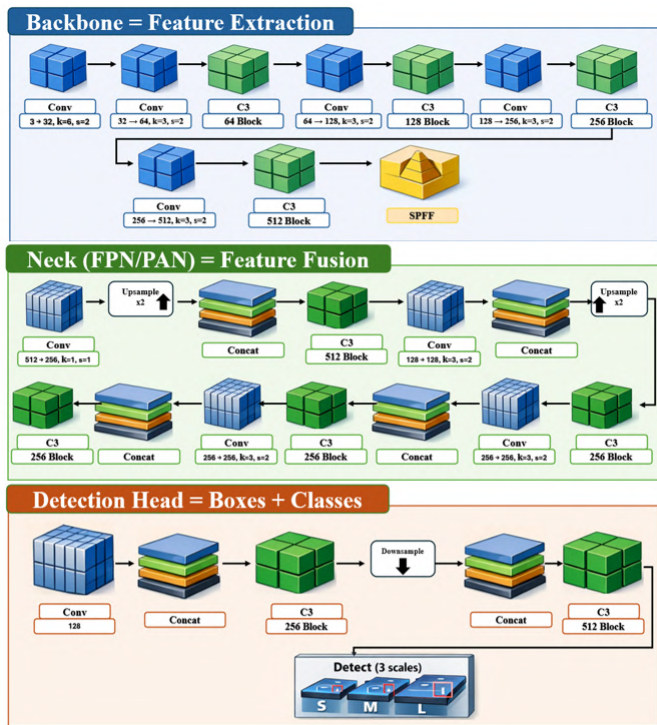 Backbone = Feature Extraction
Conv
3 → 32, k=6, s=2
Conv
32 → 64, k=3, s=2
C3
64 Block
Conv
64 → 128, k=3, s=2
C3
128 Block
Conv
128 → 256, k=3, s=2
C3
256 Block
Conv
256 → 512, k=3, s=2
C3
512 Block
SPFF
Neck (FPN/PAN) = Feature Fusion
Conv
512 → 256, k=1, s=1
Upsample
x2
Concat
C3
512 Block
Conv
128 → 128, k=3, s=2
Concat
Upsample
x2
C3
256 Block
Concat
Conv
256 → 256, k=3, s=2
C3
256 Block
Concat
Conv
256 → 256, k=3, s=2
C3
256 Block
Detection Head = Boxes + Classes
Conv
128
Concat
C3
256 Block
Downsample
Concat
C3
512 Block
Detect (3 scales)
S M L